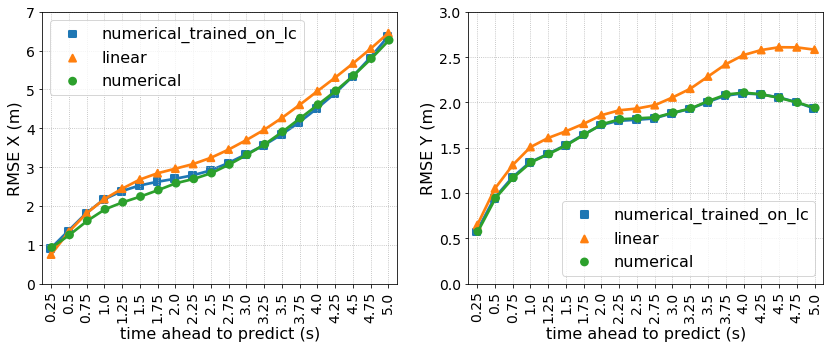 7
6
5
4
3
2
1
0
RMSE X (m)
numerical_trained_on_lc
linear
numerical
0.25 0.5 0.75 1.0 1.25 1.5 1.75 2.0 2.25 2.5 2.75 3.0 3.25 3.5 3.75 4.0 4.25 4.5 4.75 5.0
time ahead to predict (s)
3.0
2.5
2.0
1.5
1.0
0.5
0.0
RMSE Y (m)
numerical_trained_on_lc
linear
numerical
0.25 0.5 0.75 1.0 1.25 1.5 1.75 2.0 2.25 2.5 2.75 3.0 3.25 3.5 3.75 4.0 4.25 4.5 4.75 5.0
time ahead to predict (s)